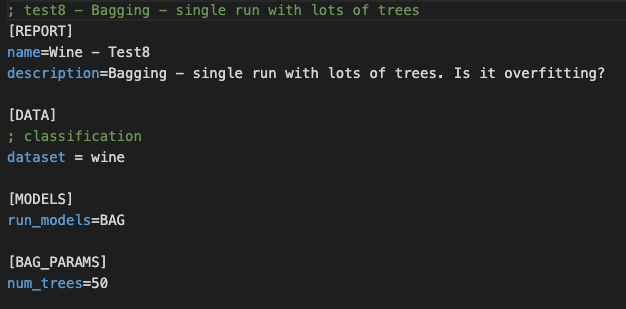 ; test8 – Bagging – single run with lots of trees
[REPORT]
name=Wine – Test8
description=Bagging – single run with lots of trees. Is it overfitting?
[DATA]
; classification
dataset = wine
[MODELS]
run_models=BAG
[BAG_PARAMS]
num_trees=50